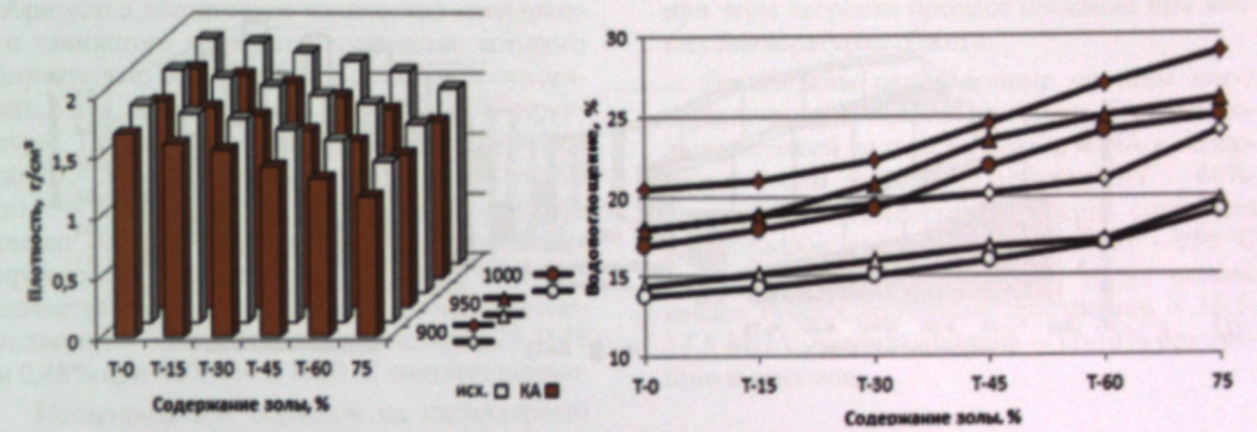 2
1,5
1
0,5
0
Плотность, г/см³
Т-0 Т-15 Т-30 Т-45 Т-60 75
Содержание золы, %
1000
950
900
исх. КА
30
25
20
15
10
Водовоглощение, %
Т-0 Т-15 Т-30 Т-45 Т-60 75
Содержание золы, %